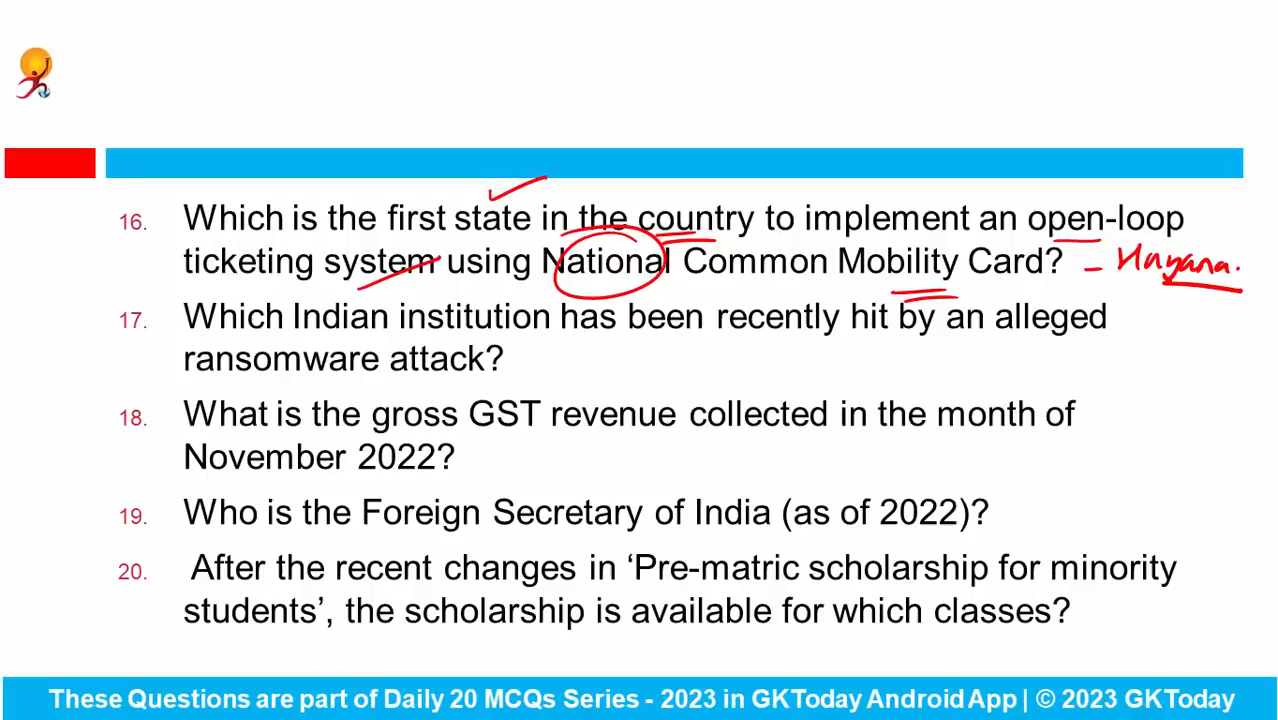 16. Which is the first state in the country to implement an open-loop
ticketing system using National Common Mobility Card? - Hayana.
17. Which Indian institution has been recently hit by an alleged
ransomware attack?
18. What is the gross GST revenue collected in the month of
November 2022?
19. Who is the Foreign Secretary of India (as of 2022)?
20. After the recent changes in ‘Pre-matric scholarship for minority
students’, the scholarship is available for which classes?
These Questions are part of Daily 20 MCQs Series - 2023 in GKToday Android App | © 2023 GKToday